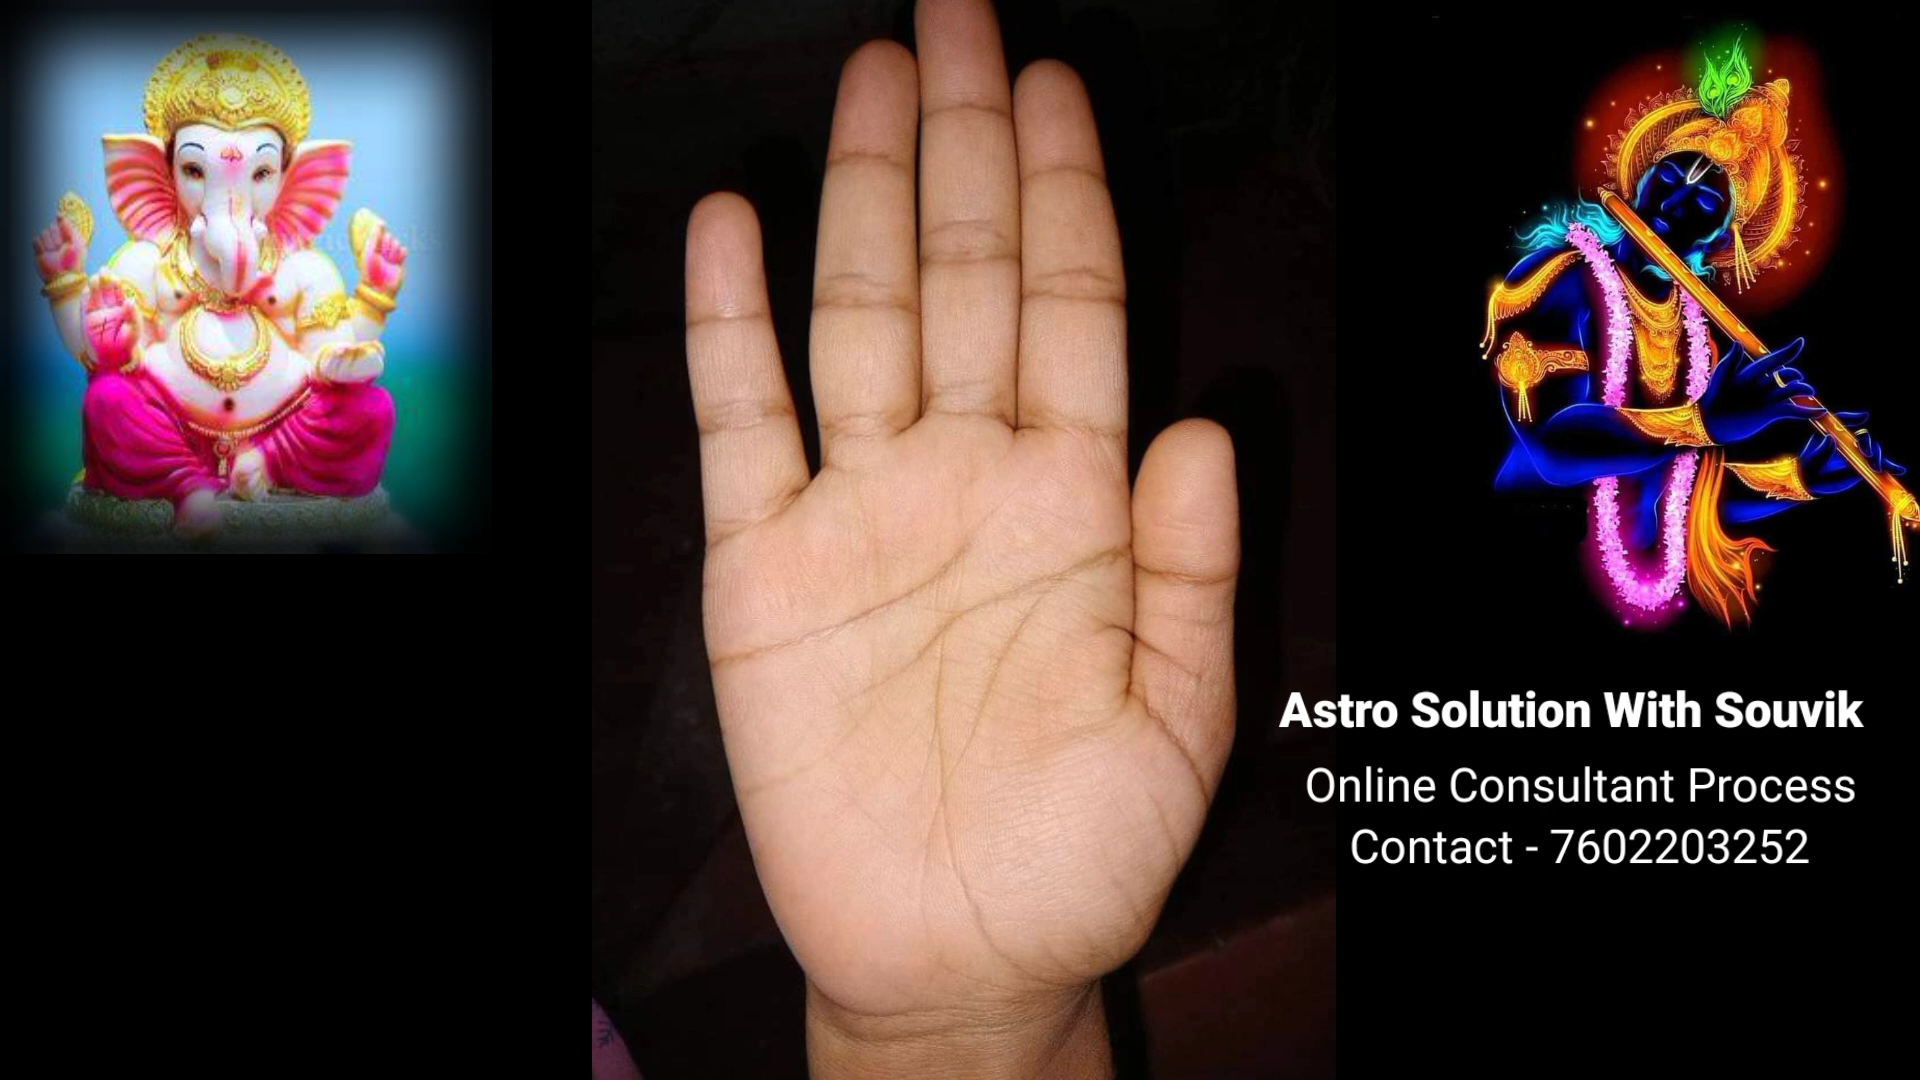 Astro Solution With Souvik
Online Consultant Process
Contact - 7602203252